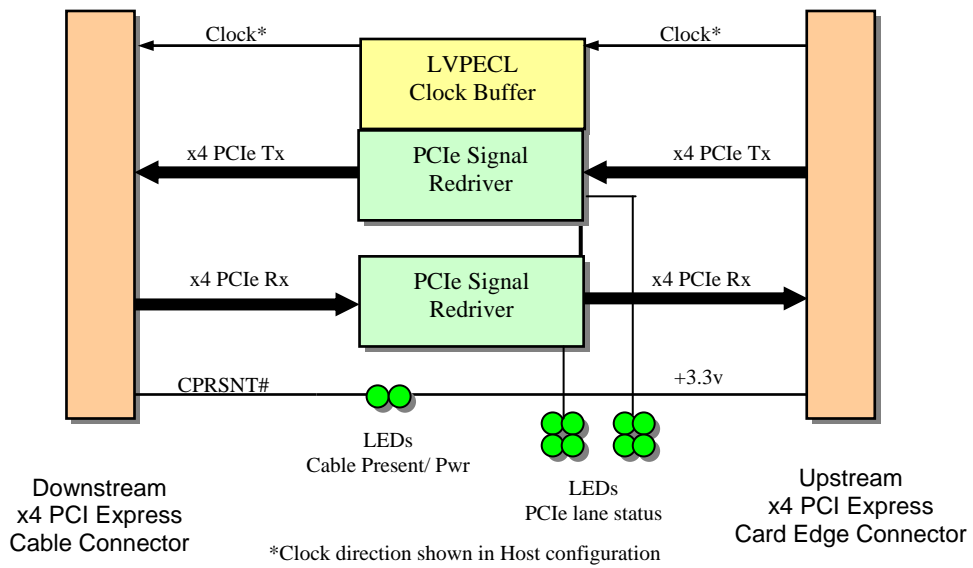 Clock*
Clock*
LVPECL
Clock Buffer
x4 PCIe Tx
PCIe Signal
Redriver
x4 PCIe Tx
x4 PCIe Rx
PCIe Signal
Redriver
x4 PCIe Rx
CPRSNT#
+3.3v
LEDs
Cable Present/ Pwr
LEDs
PCIe lane status
Downstream
x4 PCI Express
Cable Connector
Upstream
x4 PCI Express
Card Edge Connector
*Clock direction shown in Host configuration